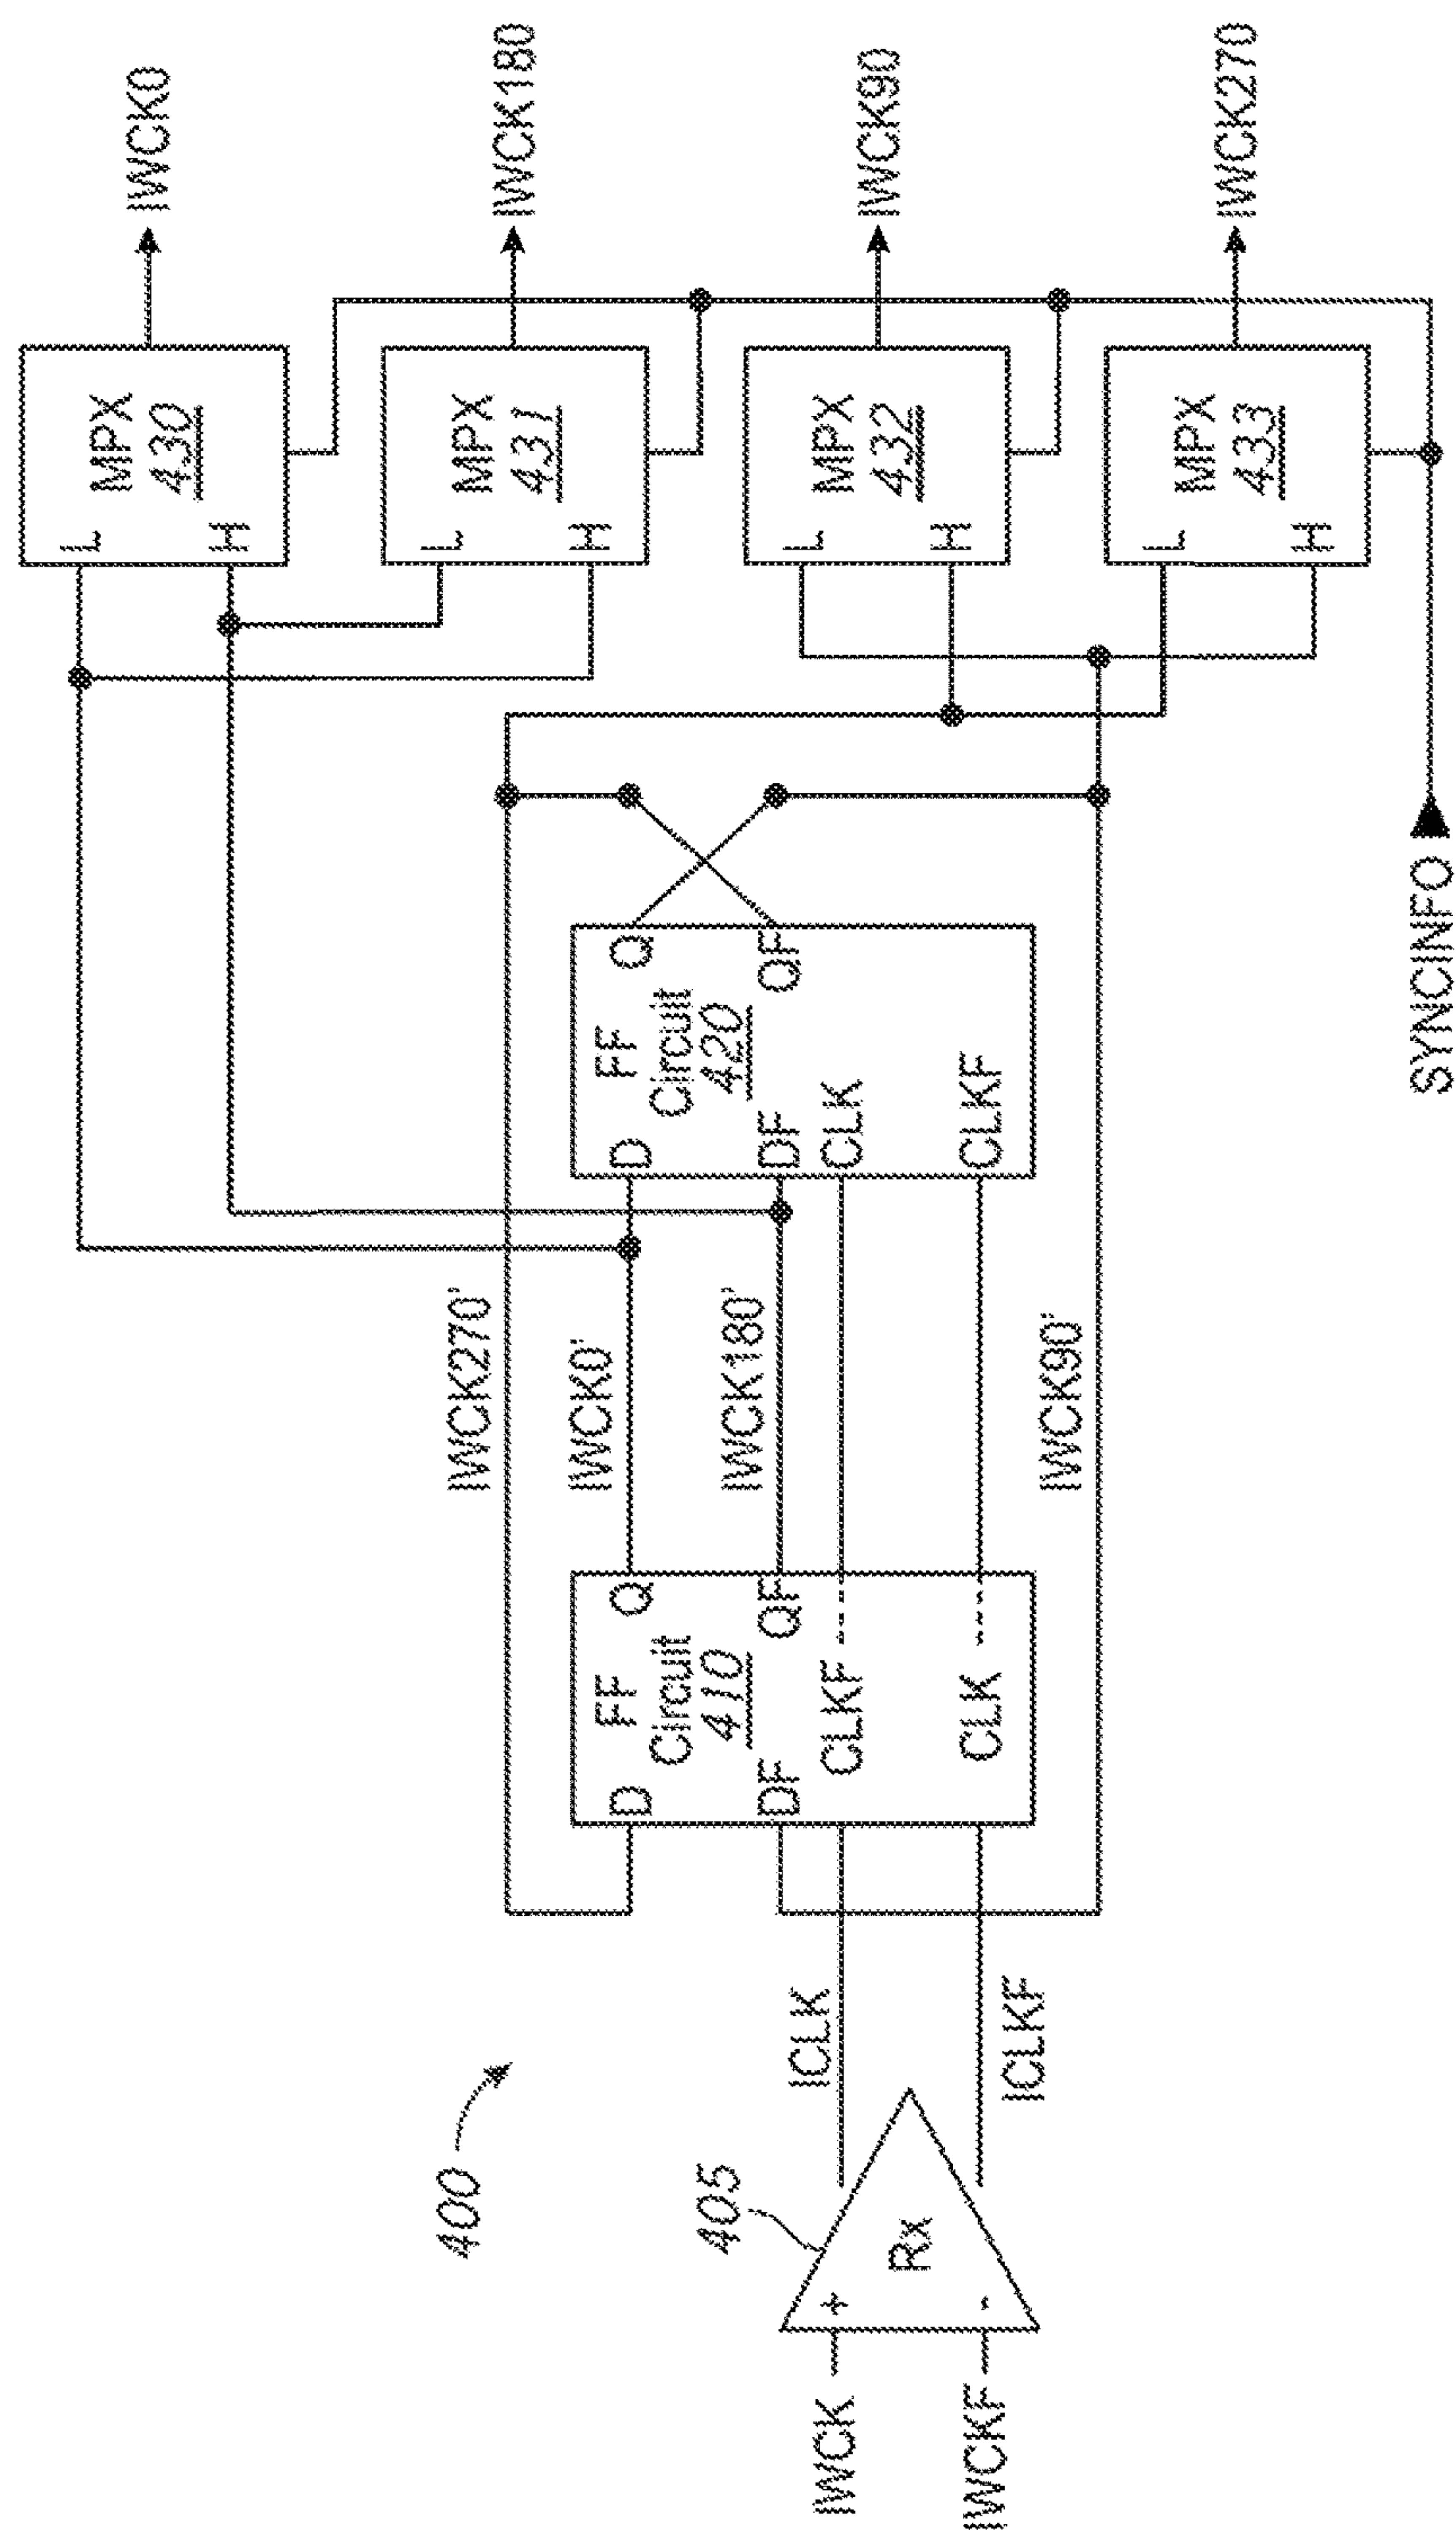 400
IWCK
IWCKF
+
-
Rx
405
ICLK
ICLKF
D
FF
Q
Circuit
410
DF
QF
CLKF
CLK
IWCK270'
IWCK0'
IWCK180'
IWCK90'
D
FF
Q
Circuit
420
DF
QF
CLK
CLKF
L
MPX
430
H
IWCK0
L
MPX
431
H
IWCK180
L
MPX
432
H
IWCK90
L
MPX
433
H
IWCK270
SYNCINFO